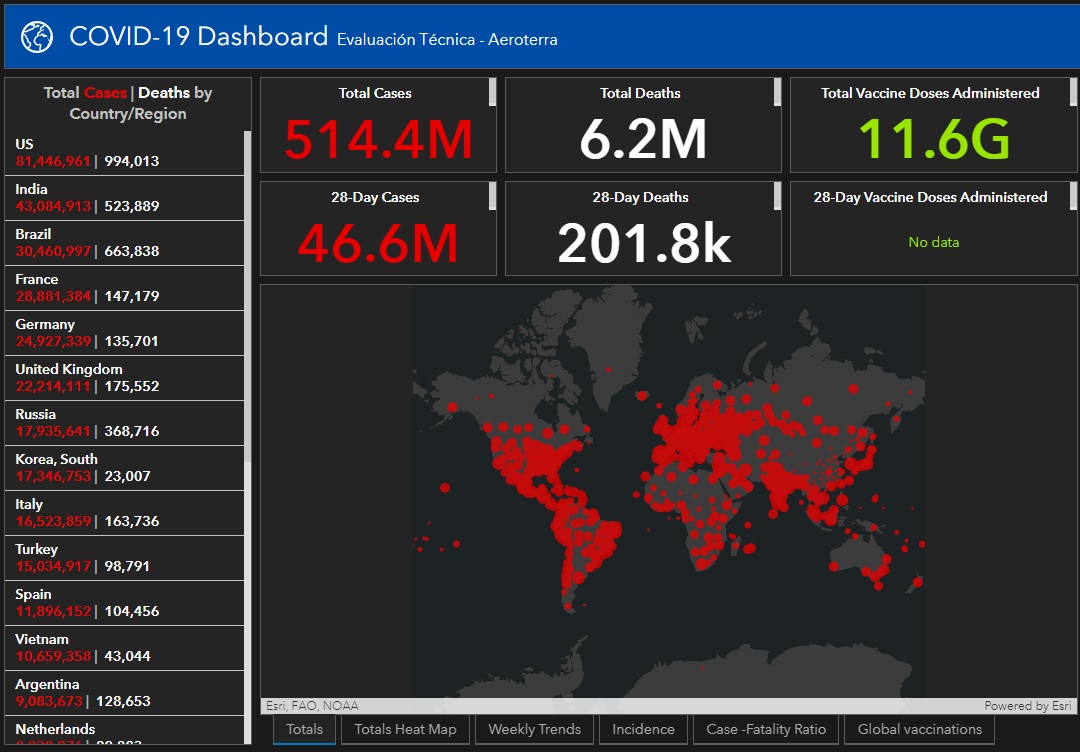 COVID-19 Dashboard Evaluación Técnica - Aeroterra
Total Cases | Deaths by
Country/Region
US
81,446,961 | 994,013
India
43,084,913 | 523,889
Brazil
30,460,997 | 663,838
France
28,881,384 | 147,179
Germany
24,927,339 | 135,701
United Kingdom
22,214,111 | 175,552
Russia
17,935,641 | 368,716
Korea, South
17,346,753 | 23,007
Italy
16,523,859 | 163,736
Turkey
15,034,917 | 98,791
Spain
11,896,152 | 104,456
Vietnam
10,659,358 | 43,044
Argentina
9,083,673 | 128,653
Netherlands
Total Cases
514.4M
Total Deaths
6.2M
Total Vaccine Doses Administered
11.6G
28-Day Cases
46.6M
28-Day Deaths
201.8k
28-Day Vaccine Doses Administered
No data
Esri, FAO, NOAA
Powered by Esri
Totals
Totals Heat Map
Weekly Trends
Incidence
Case -Fatality Ratio
Global vaccinations